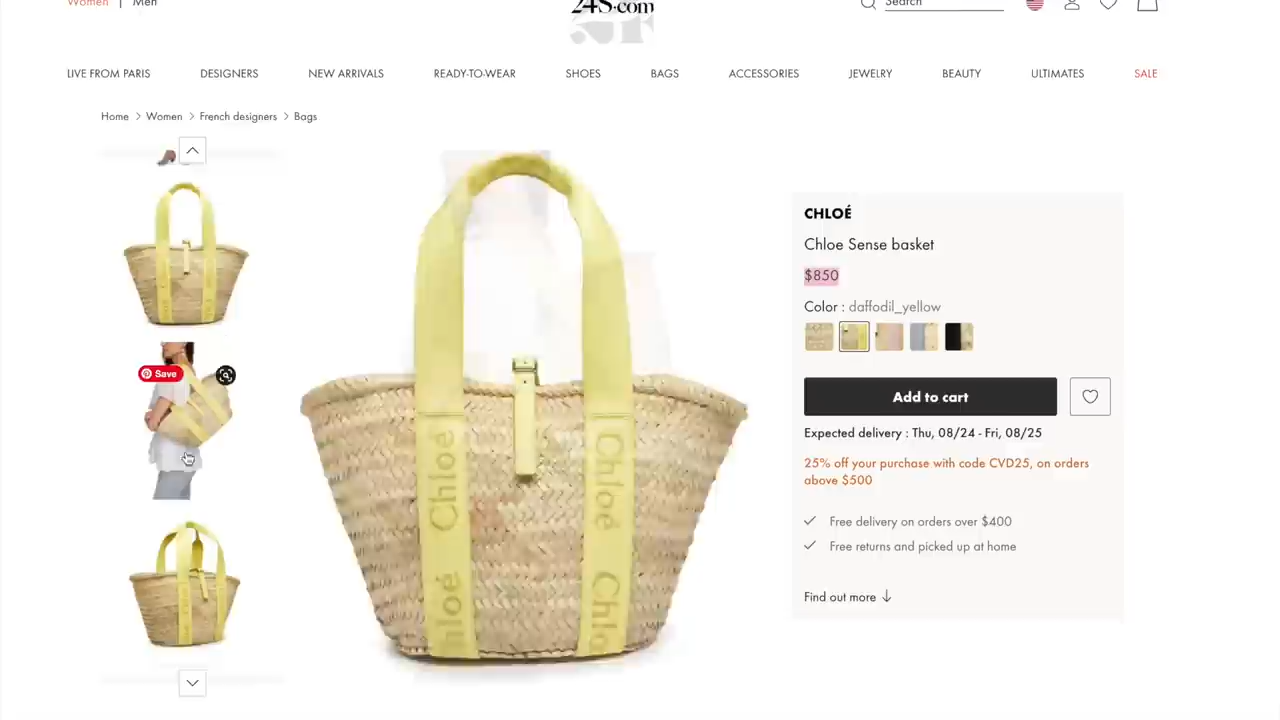 Women | Men
24S.com
Search
LIVE FROM PARIS
DESIGNERS
NEW ARRIVALS
READY-TO-WEAR
SHOES
BAGS
ACCESSORIES
JEWELRY
BEAUTY
ULTIMATES
SALE
Home > Women > French designers > Bags
Save
Chloé
Chloé
hloé
Chlo
CHLOÉ
Chloe Sense basket
$850
Color : daffodil_yellow
Add to cart
Expected delivery : Thu, 08/24 - Fri, 08/25
25% off your purchase with code CVD25, on orders
above $500
Free delivery on orders over $400
Free returns and picked up at home
Find out more ↓